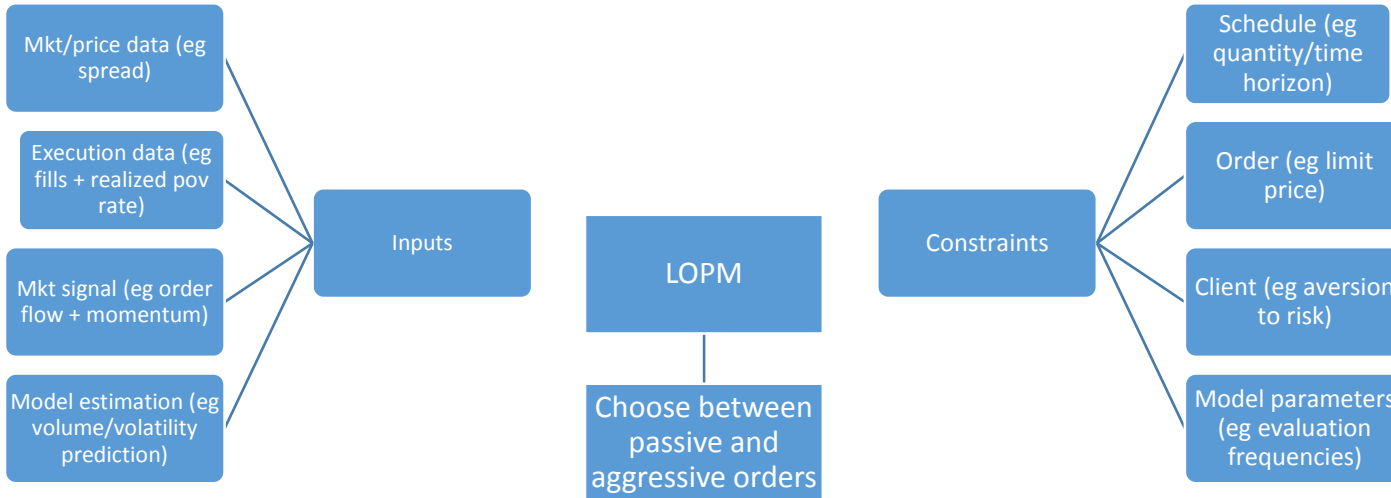 Mkt/price data (eg
spread)
Execution data (eg
fills + realized pov
rate)
Mkt signal (eg order
flow + momentum)
Model estimation (eg
volume/volatility
prediction)
Inputs
LOPM
Choose between
passive and
aggressive orders
Constraints
Schedule (eg
quantity/time
horizon)
Order (eg limit
price)
Client (eg aversion
to risk)
Model parameters
(eg evaluation
frequencies)